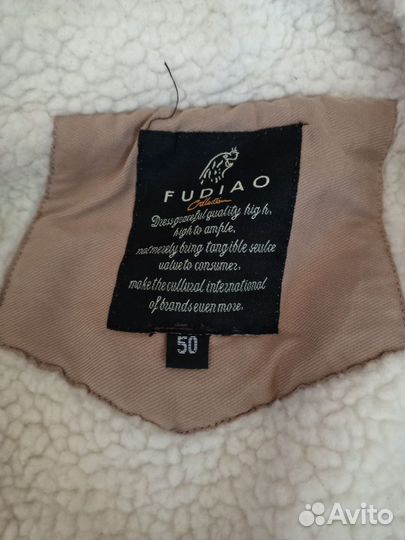 FUDIAO
Collection
Dress graceful quality high,
high to ample,
not merely bring tangible seulce
value to consumer,
make the cultural international
of brands even more.
50
Avito